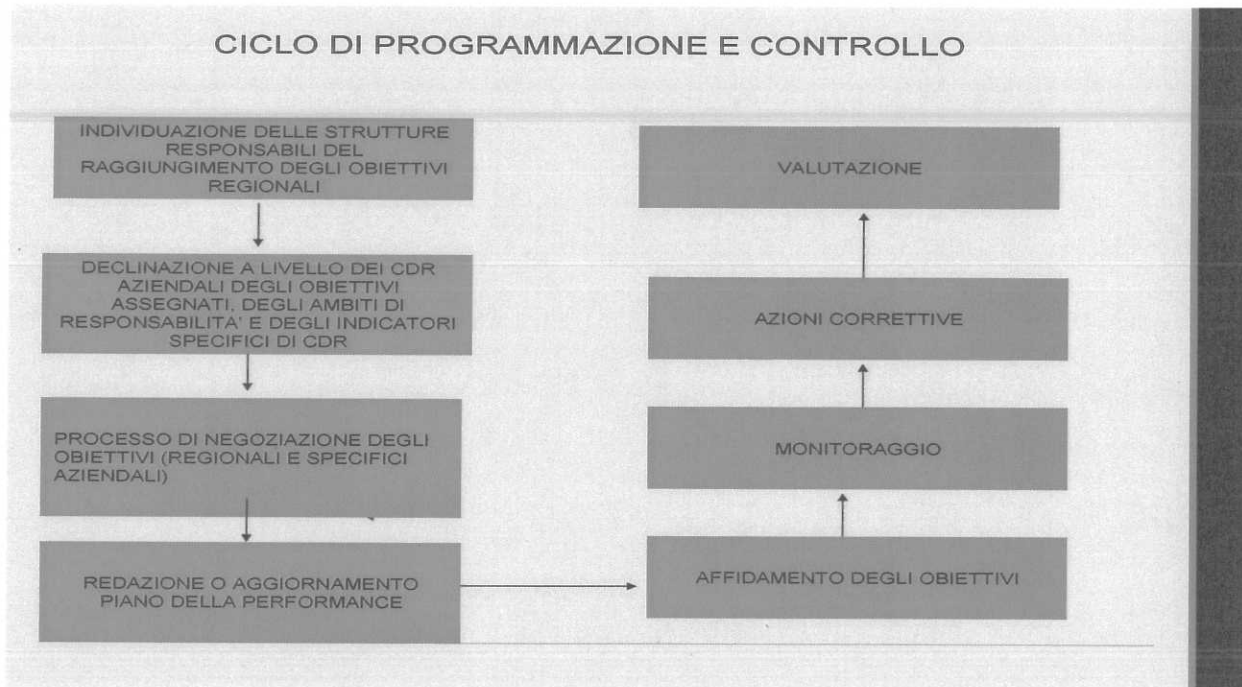 CICLO DI PROGRAMMAZIONE E CONTROLLO
INDIVIDUAZIONE DELLE STRUTTURE
RESPONSABILI DEL
RAGGIUNGIMENTO DEGLI OBIETTIVI
REGIONALI
DECLINAZIONE A LIVELLO DEI CDR
AZIENDALI DEGLI OBIETTIVI
ASSEGNATI, DEGLI AMBITI DI
RESPONSABILITA' E DEGLI INDICATORI
SPECIFICI DI CDR
PROCESSO DI NEGOZIAZIONE DEGLI
OBIETTIVI (REGIONALI E SPECIFICI
AZIENDALI)
REDAZIONE O AGGIORNAMENTO
PIANO DELLA PERFORMANCE
AFFIDAMENTO DEGLI OBIETTIVI
MONITORAGGIO
AZIONI CORRETTIVE
VALUTAZIONE